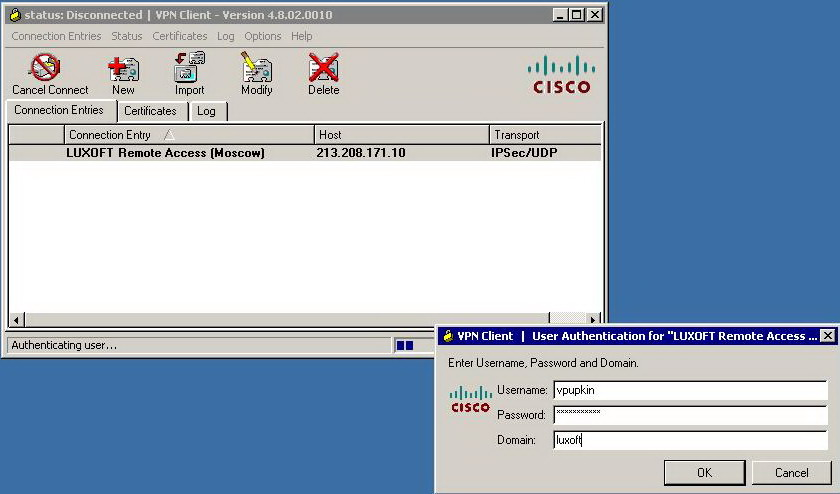 status: Disconnected | VPN Client - Version 4.8.02.0010
Connection Entries Status Certificates Log Options Help
Cancel Connect New Import Modify Delete
CISCO
Connection Entries Certificates Log
Connection Entry Host Transport
LUXOFT Remote Access (Moscow) 213.208.171.10 IPSec/UDP
Authenticating user...
VPN Client | User Authentication for "LUXOFT Remote Access ...
Enter Username, Password and Domain.
CISCO
Username: vpupkin
Password: ***********
Domain: luxoft
OK Cancel